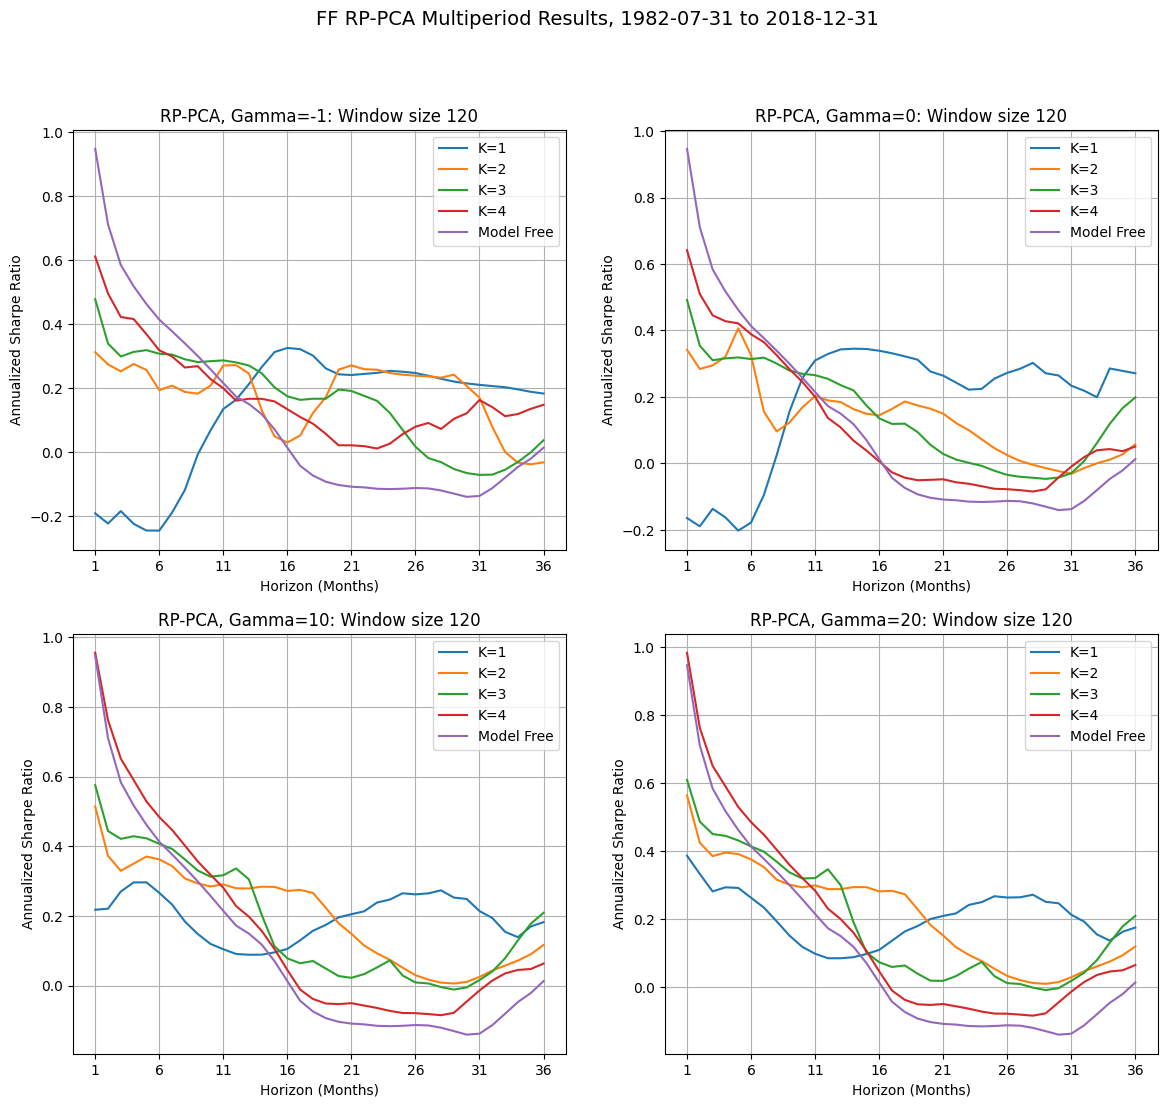 FF RP-PCA Multiperiod Results, 1982-07-31 to 2018-12-31
RP-PCA, Gamma=-1: Window size 120
Annualized Sharpe Ratio
1.0
0.8
0.6
0.4
0.2
0.0
−0.2
K=1
K=2
K=3
K=4
Model Free
1 6 11 16 21 26 31 36
Horizon (Months)
RP-PCA, Gamma=0: Window size 120
Annualized Sharpe Ratio
1.0
0.8
0.6
0.4
0.2
0.0
−0.2
K=1
K=2
K=3
K=4
Model Free
1 6 11 16 21 26 31 36
Horizon (Months)
RP-PCA, Gamma=10: Window size 120
Annualized Sharpe Ratio
1.0
0.8
0.6
0.4
0.2
0.0
K=1
K=2
K=3
K=4
Model Free
1 6 11 16 21 26 31 36
Horizon (Months)
RP-PCA, Gamma=20: Window size 120
Annualized Sharpe Ratio
1.0
0.8
0.6
0.4
0.2
0.0
K=1
K=2
K=3
K=4
Model Free
1 6 11 16 21 26 31 36
Horizon (Months)